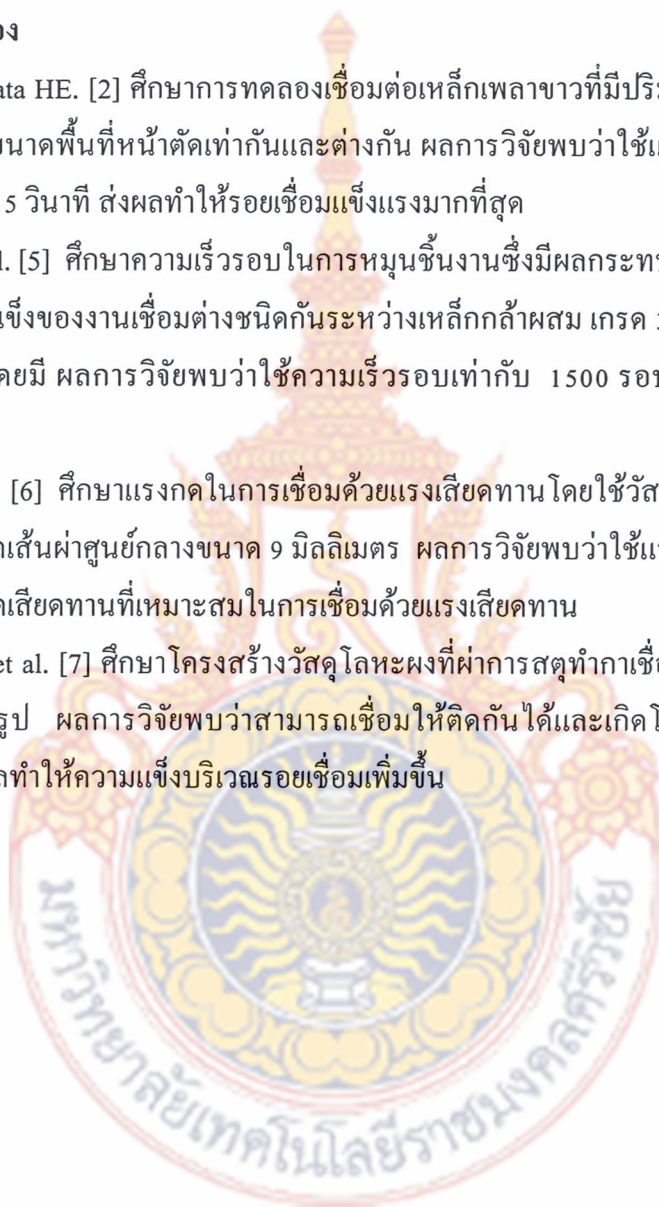 อง
ata HE. [2] ศึกษาการทดลองเชื่อมต่อเหล็กเพลาขาวที่มีปริม
ขนาดพื้นที่หน้าตัดเท่ากันและต่างกัน ผลการวิจัยพบว่าใช้แ
5 วินาที ส่งผลทำให้รอยเชื่อมแข็งแรงมากที่สุด
l. [5] ศึกษาความเร็วรอบในการหมุนชิ้นงานซึ่งมีผลกระทบ
แข็งของงานเชื่อมต่างชนิดกันระหว่างเหล็กกล้าผสม เกรด
โดยมี ผลการวิจัยพบว่าใช้ความเร็วรอบเท่ากับ 1500 รอบ
[6] ศึกษาแรงกดในการเชื่อมด้วยแรงเสียดทานโดยใช้วัส
เส้นผ่าศูนย์กลางขนาด 9 มิลลิเมตร ผลการวิจัยพบว่าใช้แ
เสียดทานที่เหมาะสมในการเชื่อมด้วยแรงเสียดทาน
et al. [7] ศึกษาโครงสร้างวัสดุโลหะผงที่ผ่าการสตุทำกาเชื่อ
รูป ผลการวิจัยพบว่าสามารถเชื่อมให้ติดกันได้และเกิดโ
ลทำให้ความแข็งบริเวณรอยเชื่อมเพิ่มขึ้น
มหาวิทยาลัยเทคโนโลยีราชมงคลศรีวิชัย